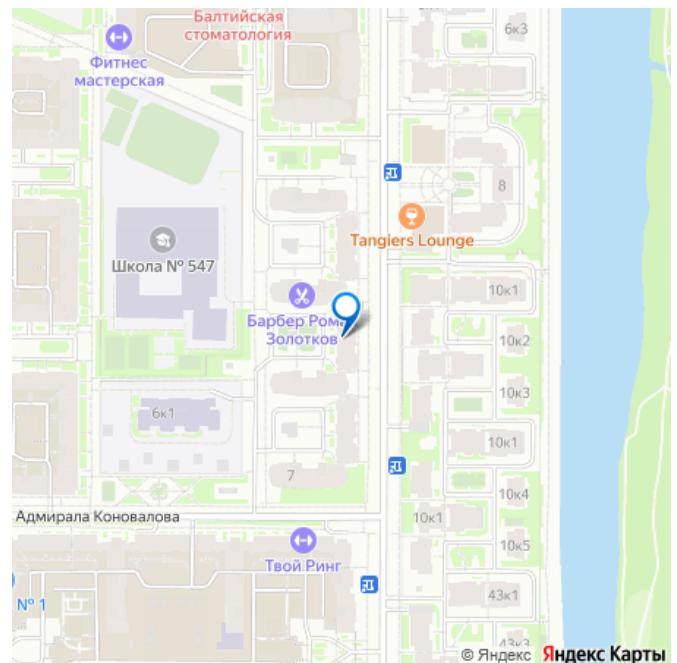 Балтийская
стоматология
6к3
Фитнес
мастерская
8
Tangiers Lounge
Школа № 547
10к1
Барбер Рома
Золотков
10к2
10к3
6к1
10к1
7
10к4
Адмирала Коновалова
10к1
10к5
Твой Ринг
№ 1
43к1
43к3
© Яндекс Яндекс Карты